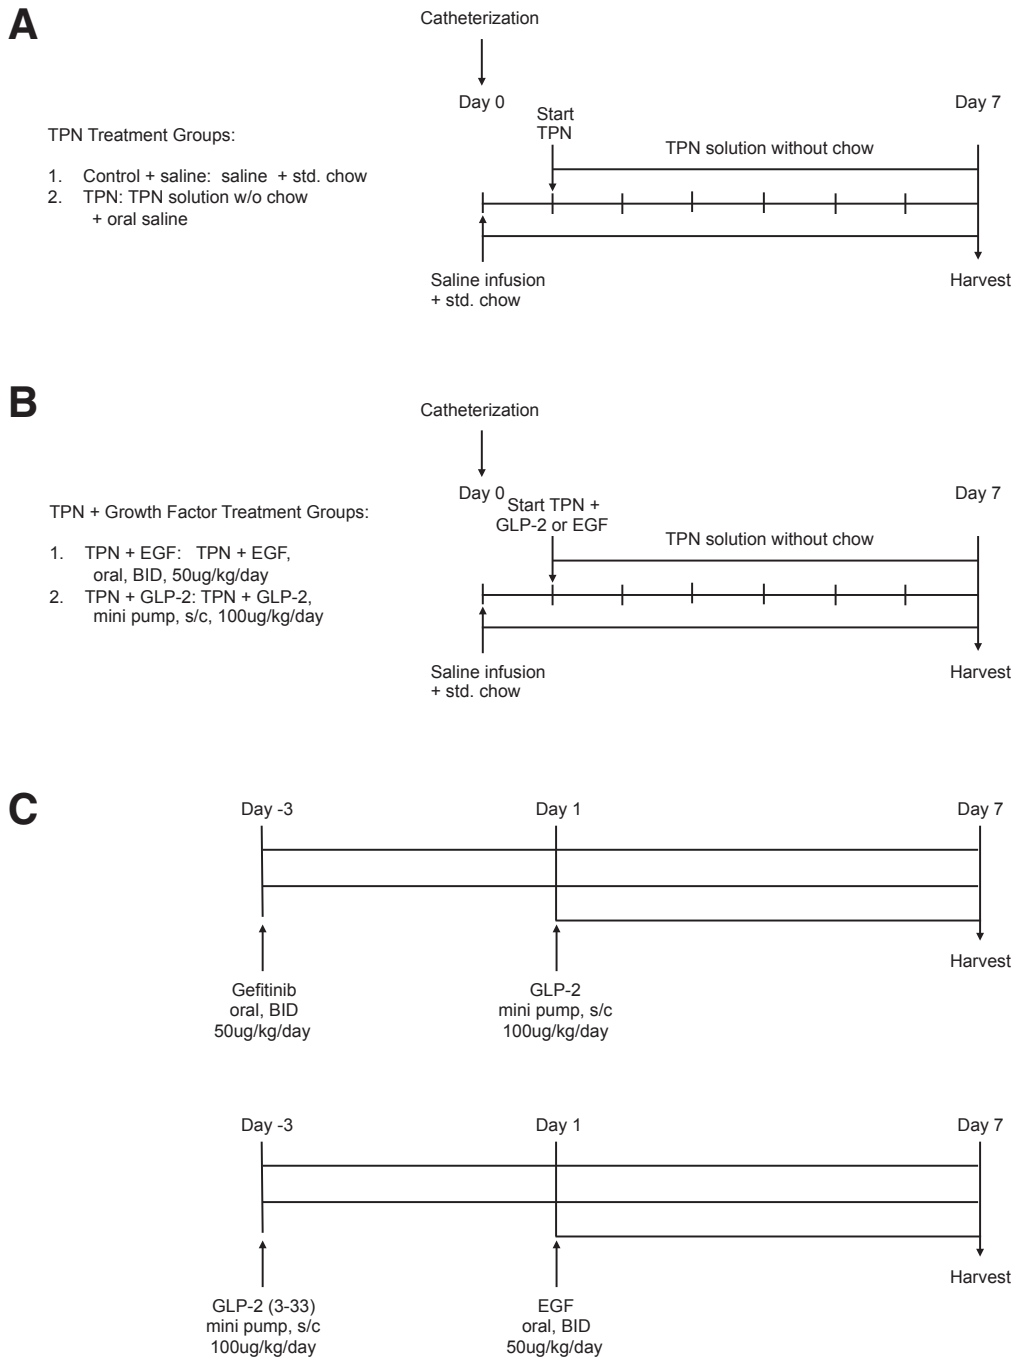 A
Catheterization
Day 0
Day 7
Start
TPN
TPN Treatment Groups:
TPN solution without chow
1. Control + saline: saline + std. chow
2. TPN: TPN solution w/o chow
+ oral saline
Saline infusion
+ std. chow
Harvest
B
Catheterization
Day 0
Day 7
Start TPN +
GLP-2 or EGF
TPN + Growth Factor Treatment Groups:
TPN solution without chow
1. TPN + EGF: TPN + EGF,
oral, BID, 50ug/kg/day
2. TPN + GLP-2: TPN + GLP-2,
mini pump, s/c, 100ug/kg/day
Saline infusion
+ std. chow
Harvest
C
Day -3
Day 1
Day 7
Harvest
Gefitinib
oral, BID
50ug/kg/day
GLP-2
mini pump, s/c
100ug/kg/day
Day -3
Day 1
Day 7
Harvest
GLP-2 (3-33)
mini pump, s/c
100ug/kg/day
EGF
oral, BID
50ug/kg/day